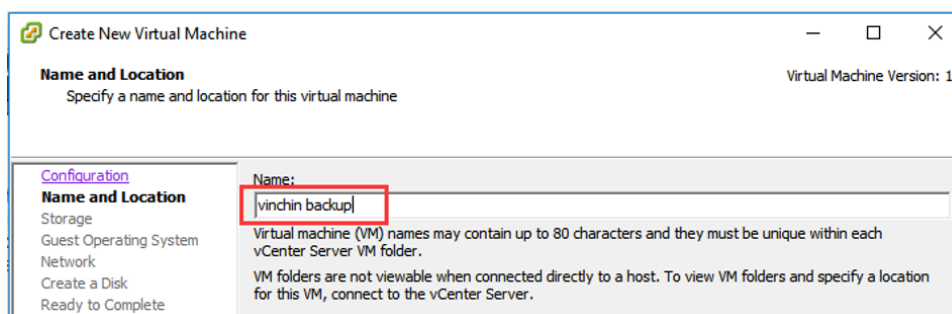 Create New Virtual Machine
Name and Location
Virtual Machine Version: 1
Specify a name and location for this virtual machine
Configuration
Name and Location
Storage
Guest Operating System
Network
Create a Disk
Ready to Complete
Name:
vinchin backup
Virtual machine (VM) names may contain up to 80 characters and they must be unique within each
vCenter Server VM folder.
VM folders are not viewable when connected directly to a host. To view VM folders and specify a location
for this VM, connect to the vCenter Server.